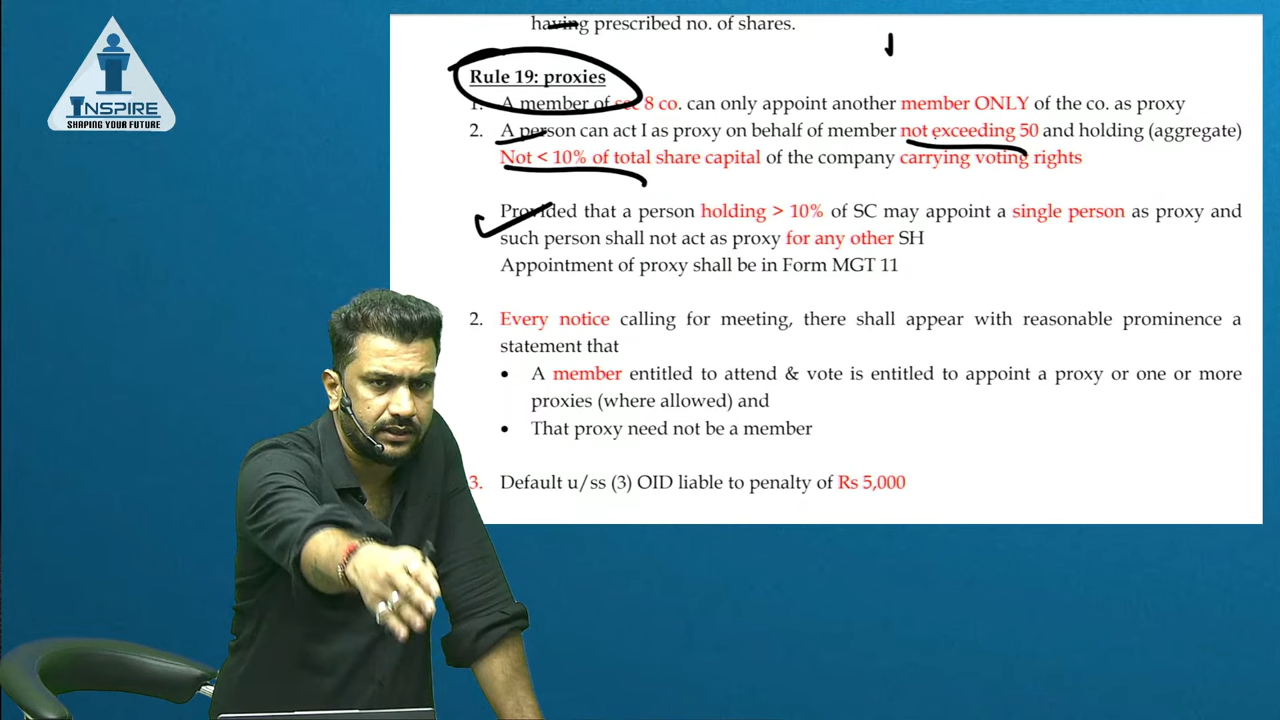 INSPIRE
SHAPING YOUR FUTURE
having prescribed no. of shares.
Rule 19: proxies
1. A member of sec 8 co. can only appoint another member ONLY of the co. as proxy
2. A person can act I as proxy on behalf of member not exceeding 50 and holding (aggregate)
Not < 10% of total share capital of the company carrying voting rights
Provided that a person holding > 10% of SC may appoint a single person as proxy and
such person shall not act as proxy for any other SH
Appointment of proxy shall be in Form MGT 11
2. Every notice calling for meeting, there shall appear with reasonable prominence a
statement that
• A member entitled to attend & vote is entitled to appoint a proxy or one or more
proxies (where allowed) and
• That proxy need not be a member
3. Default u/ss (3) OID liable to penalty of Rs 5,000